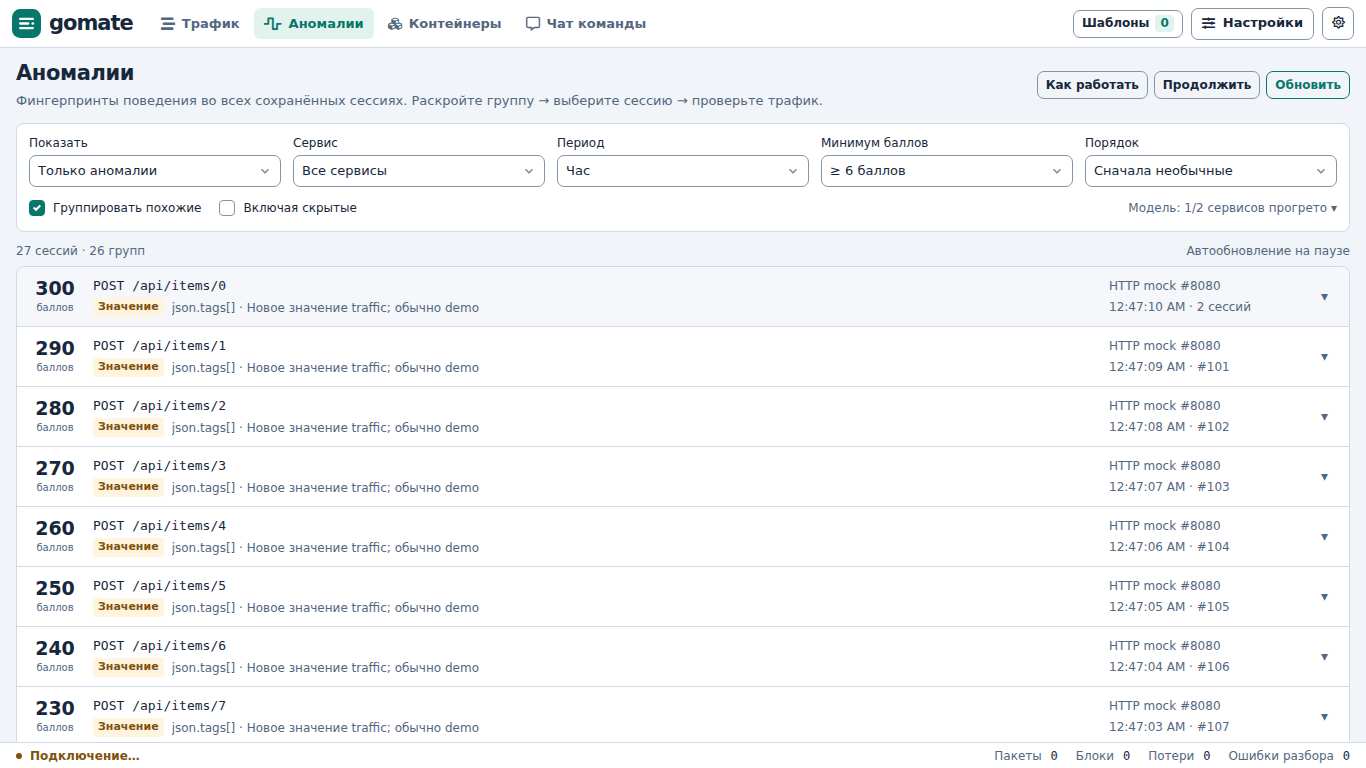 gomate
Трафик
Аномалии
Контейнеры
Чат команды
Шаблоны 0
Настройки
Аномалии
Фингерпринты поведения во всех сохранённых сессиях. Раскройте группу → выберите сессию → проверьте трафик.
Как работать
Продолжить
Обновить
Показать
Сервис
Период
Минимум баллов
Порядок
Только аномалии
Все сервисы
Час
≥ 6 баллов
Сначала необычные
Группировать похожие
Включая скрытые
Модель: 1/2 сервисов прогрето ▾
27 сессий · 26 групп
Автообновление на паузе
300
баллов
POST /api/items/0
Значение json.tags[] · Новое значение traffic; обычно demo
HTTP mock #8080
12:47:10 AM · 2 сессий
▼
290
баллов
POST /api/items/1
Значение json.tags[] · Новое значение traffic; обычно demo
HTTP mock #8080
12:47:09 AM · #101
▼
280
баллов
POST /api/items/2
Значение json.tags[] · Новое значение traffic; обычно demo
HTTP mock #8080
12:47:08 AM · #102
▼
270
баллов
POST /api/items/3
Значение json.tags[] · Новое значение traffic; обычно demo
HTTP mock #8080
12:47:07 AM · #103
▼
260
баллов
POST /api/items/4
Значение json.tags[] · Новое значение traffic; обычно demo
HTTP mock #8080
12:47:06 AM · #104
▼
250
баллов
POST /api/items/5
Значение json.tags[] · Новое значение traffic; обычно demo
HTTP mock #8080
12:47:05 AM · #105
▼
240
баллов
POST /api/items/6
Значение json.tags[] · Новое значение traffic; обычно demo
HTTP mock #8080
12:47:04 AM · #106
▼
230
баллов
POST /api/items/7
Значение json.tags[] · Новое значение traffic; обычно demo
HTTP mock #8080
12:47:03 AM · #107
▼
Подключение…
Пакеты 0
Блоки 0
Потери 0
Ошибки разбора 0